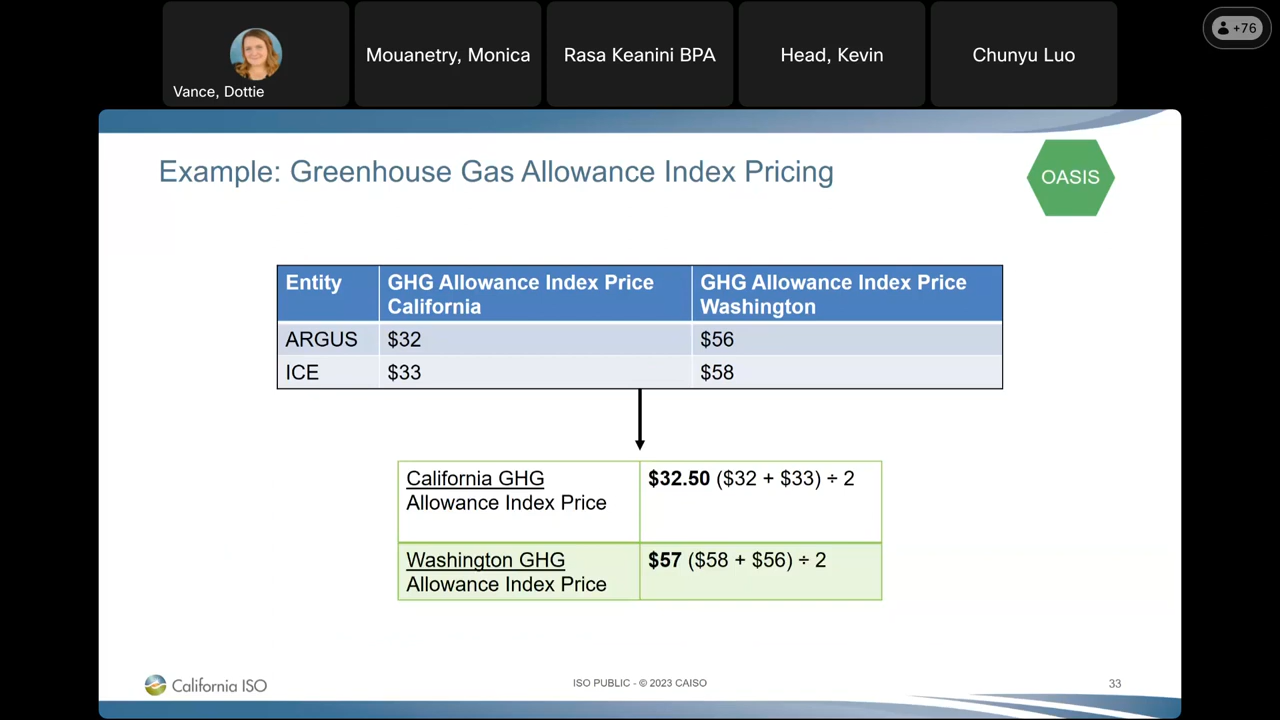 Vance, Dottie
Mouanetry, Monica
Rasa Keanini BPA
Head, Kevin
Chunyu Luo
+76
Example: Greenhouse Gas Allowance Index Pricing
OASIS
Entity
GHG Allowance Index Price
California
GHG Allowance Index Price
Washington
ARGUS
$32
$56
ICE
$33
$58
California GHG
Allowance Index Price
$32.50 ($32 + $33) ÷ 2
Washington GHG
Allowance Index Price
$57 ($58 + $56) ÷ 2
California ISO
ISO PUBLIC - © 2023 CAISO
33